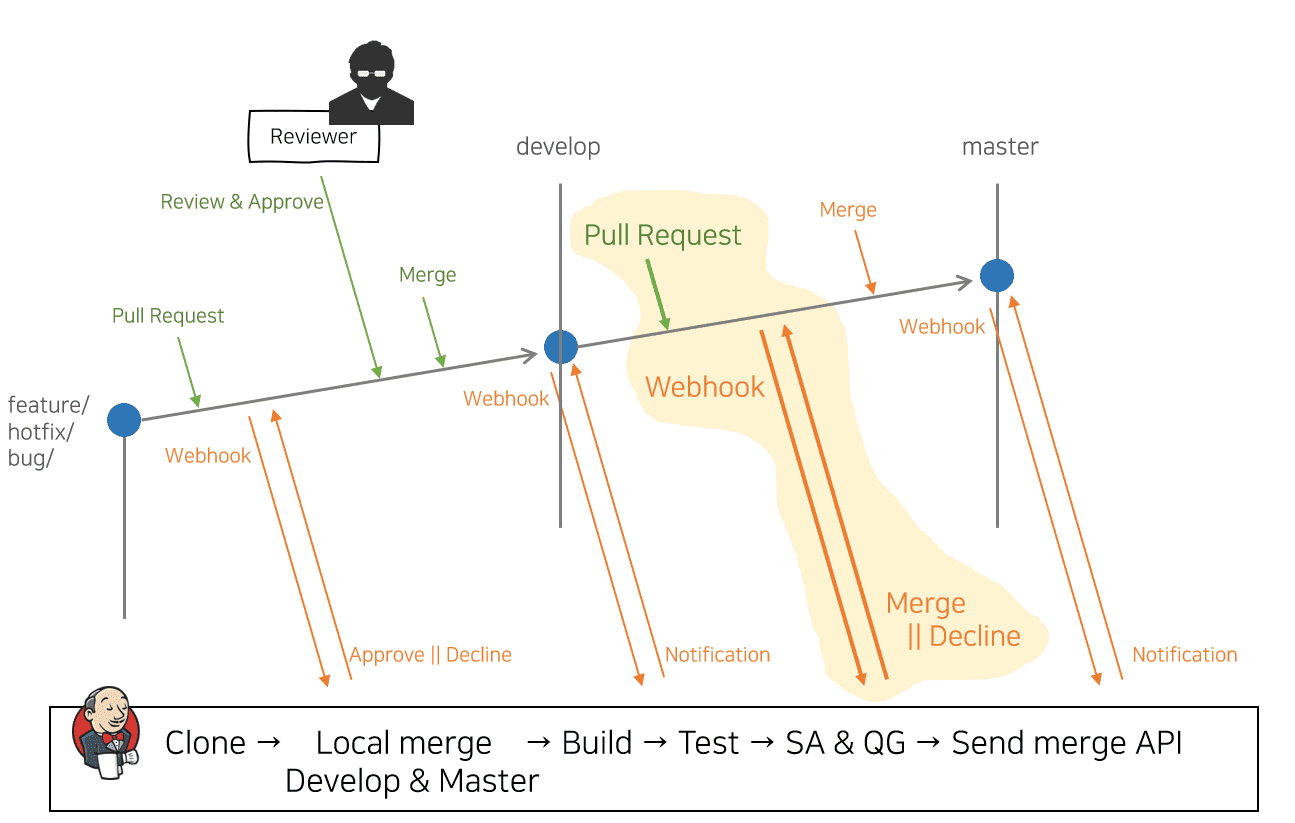 Reviewer
develop
master
Review & Approve
Merge
Pull Request
Merge
Pull Request
feature/
hotfix/
bug/
Webhook
Webhook
Webhook
Webhook
Approve || Decline
Notification
Merge
|| Decline
Notification
Clone → Local merge → Build → Test → SA & QG → Send merge API
Develop & Master